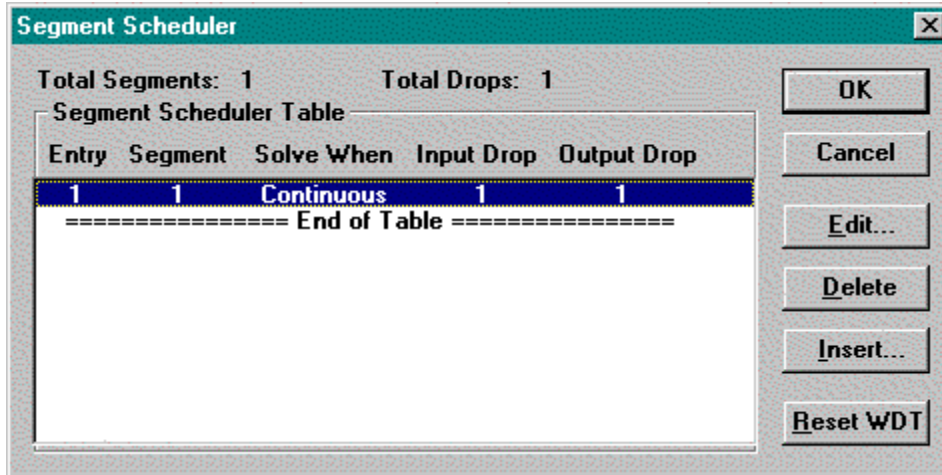 Segment Scheduler
Total Segments: 1 Total Drops: 1
Segment Scheduler Table
Entry Segment Solve When Input Drop Output Drop
1 1 Continuous 1 1
================ End of Table ================
OK
Cancel
Edit...
Delete
Insert...
Reset WDT